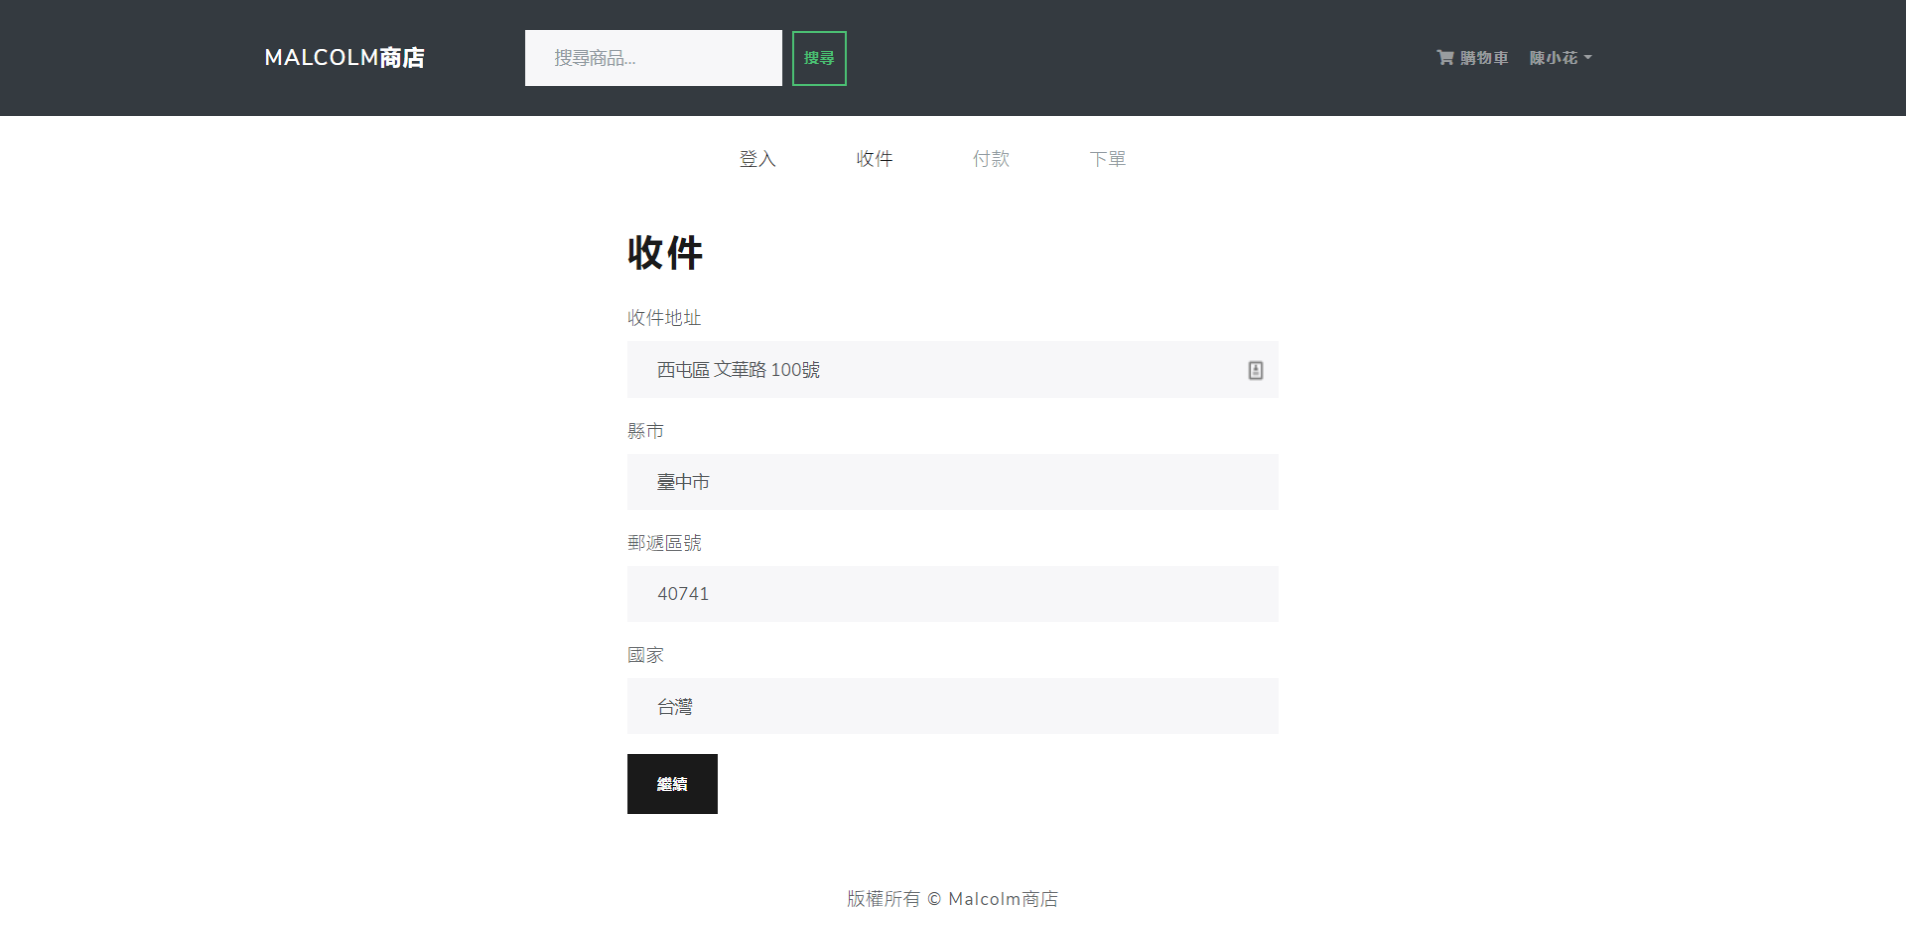 MALCOLM商店
搜尋商品...
搜尋
購物車
陳小花
登入
收件
付款
下單
收件
收件地址
西屯區 文華路 100號
縣市
臺中市
郵遞區號
40741
國家
台灣
繼續
版權所有 © Malcolm商店